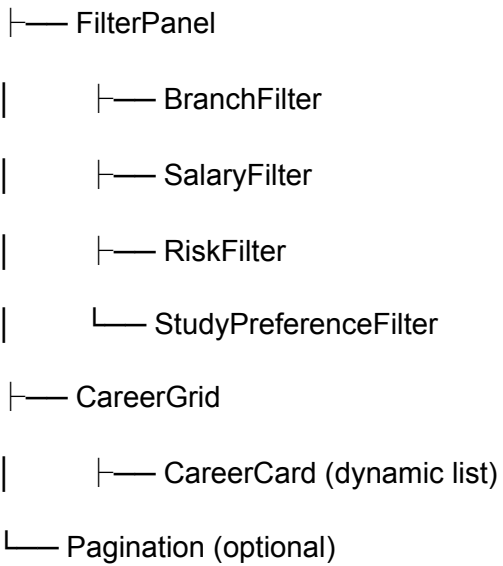 ├── FilterPanel
│ ├── BranchFilter
│ ├── SalaryFilter
│ ├── RiskFilter
│ └── StudyPreferenceFilter
├── CareerGrid
│ ├── CareerCard (dynamic list)
└── Pagination (optional)